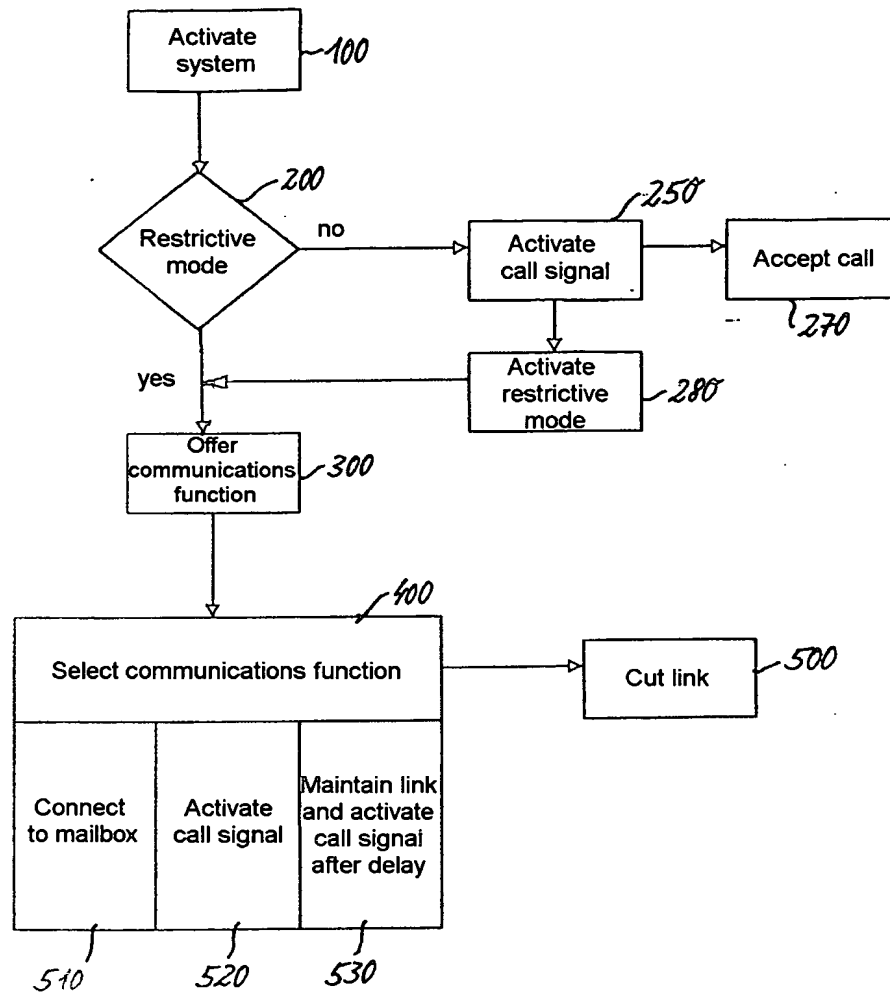 Activate
system
100
200
Restrictive
mode
no
250
Activate
call signal
Accept call
270
yes
Activate
restrictive
mode
280
Offer
communications
function
300
400
Select communications function
Cut link
500
Connect
to mailbox
Activate
call signal
Maintain link
and activate
call signal
after delay
510
520
530